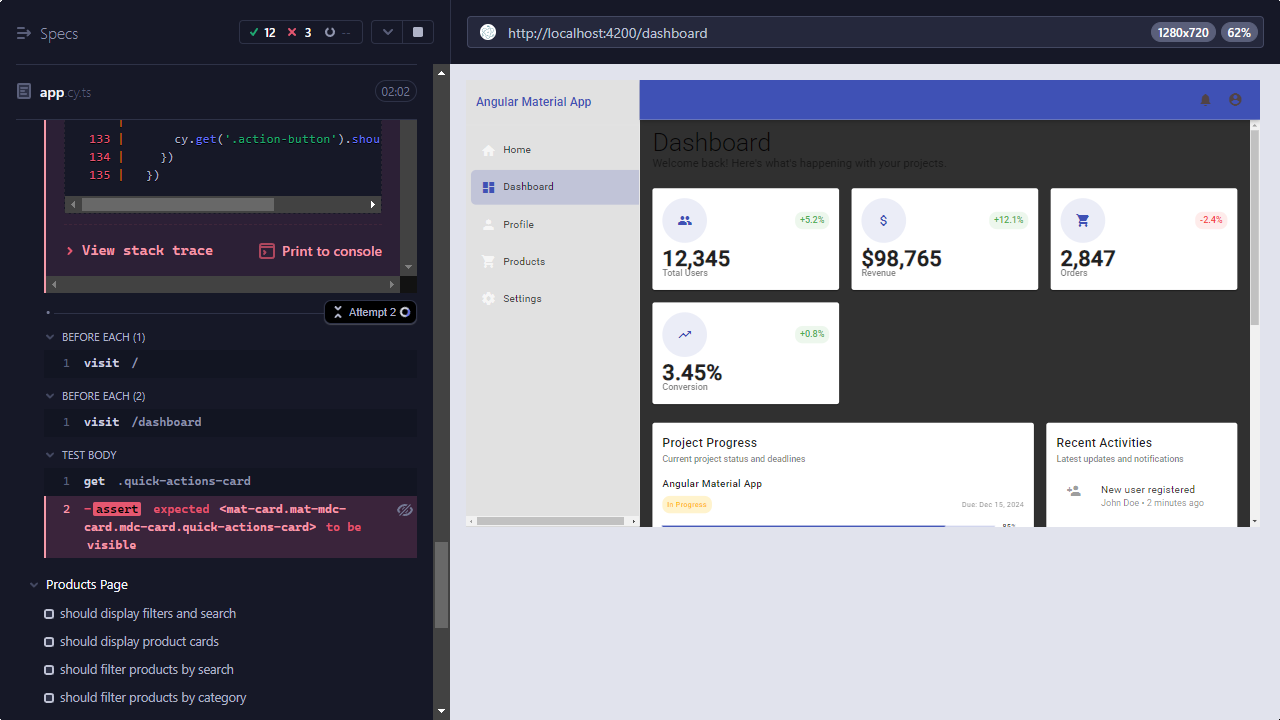 Specs
12
3
--
app.cy.ts
02:02
133 | cy.get('.action-button').shou
134 | })
135 | })
View stack trace
Print to console
Attempt 2
BEFORE EACH (1)
1 visit /
BEFORE EACH (2)
1 visit /dashboard
TEST BODY
1 get .quick-actions-card
2 -assert expected <mat-card.mat-mdc-
card.mdc-card.quick-actions-card> to be
visible
Products Page
should display filters and search
should display product cards
should filter products by search
should filter products by category
http://localhost:4200/dashboard
1280x720
62%
Angular Material App
Home
Dashboard
Profile
Products
Settings
Dashboard
Welcome back! Here's what's happening with your projects.
+5.2%
12,345
Total Users
$
+12.1%
$98,765
Revenue
-2.4%
2,847
Orders
+0.8%
3.45%
Conversion
Project Progress
Current project status and deadlines
Angular Material App
In Progress
Due: Dec 15, 2024
85%
Recent Activities
Latest updates and notifications
New user registered
John Doe • 2 minutes ago